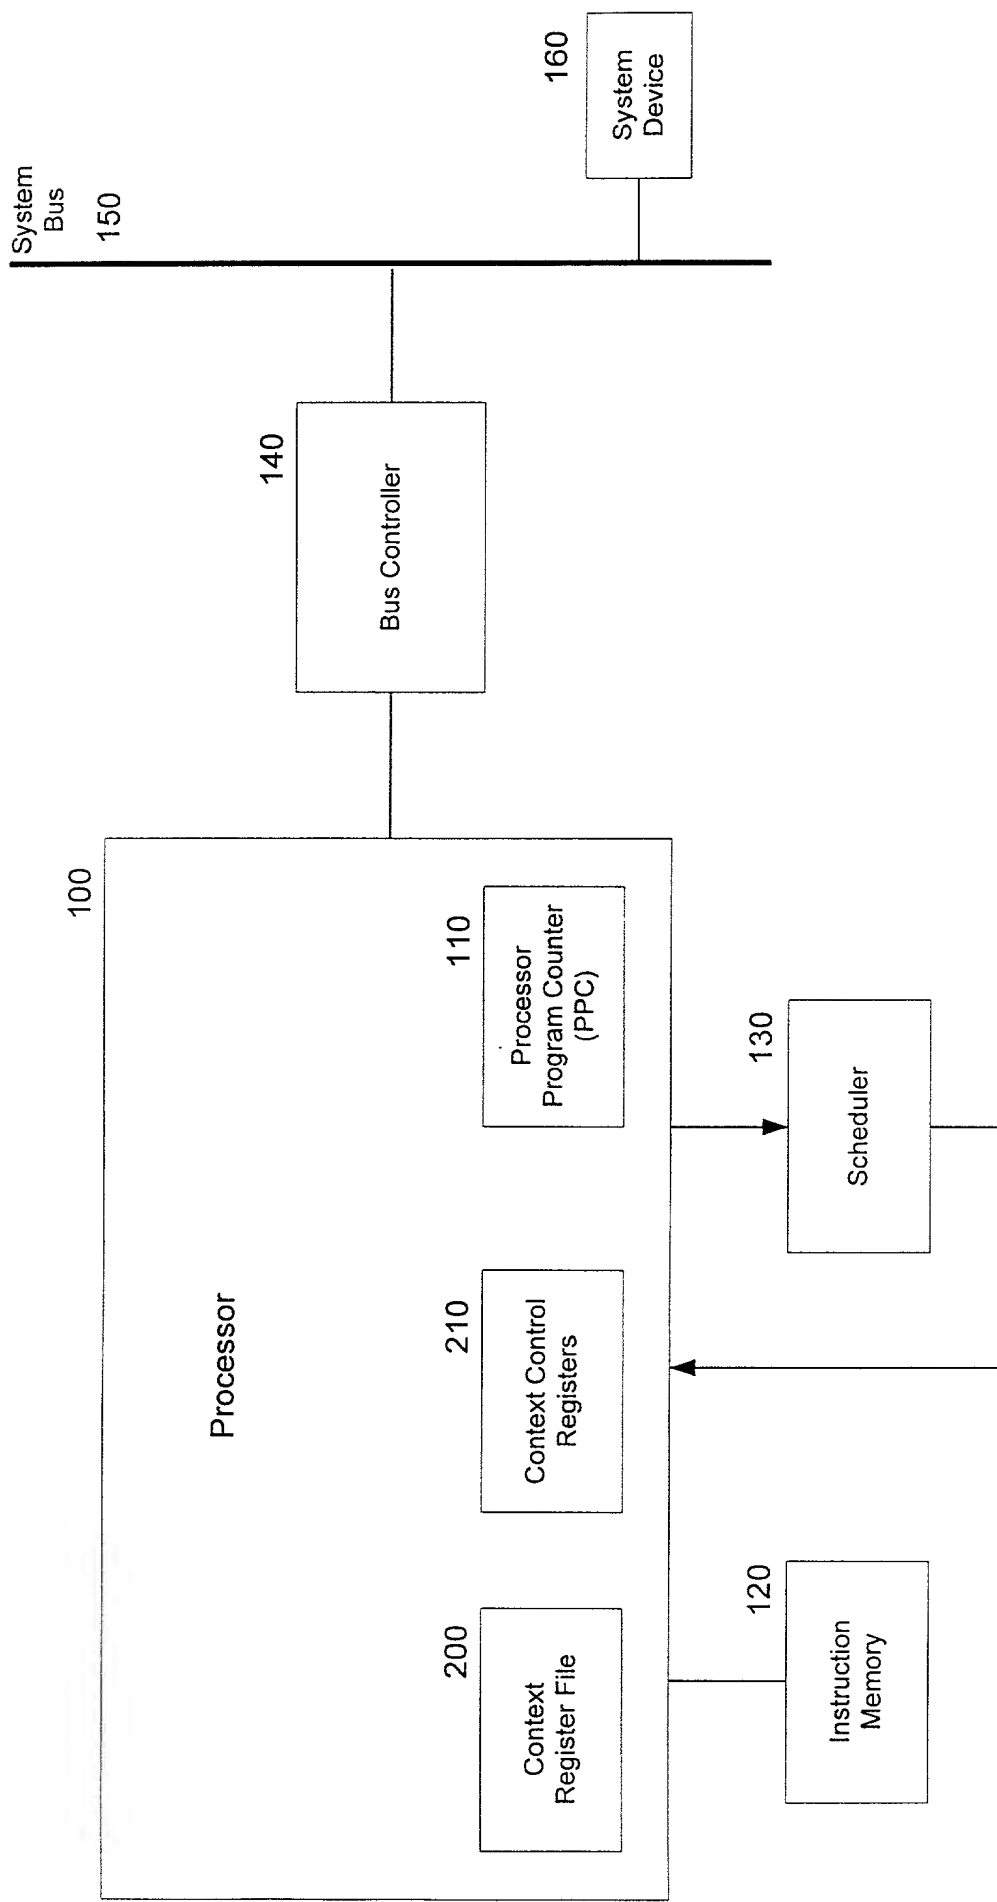 100
Processor
200
Context
Register File
210
Context Control
Registers
110
Processor
Program Counter
(PPC)
120
Instruction
Memory
130
Scheduler
140
Bus Controller
System
Bus
150
160
System
Device